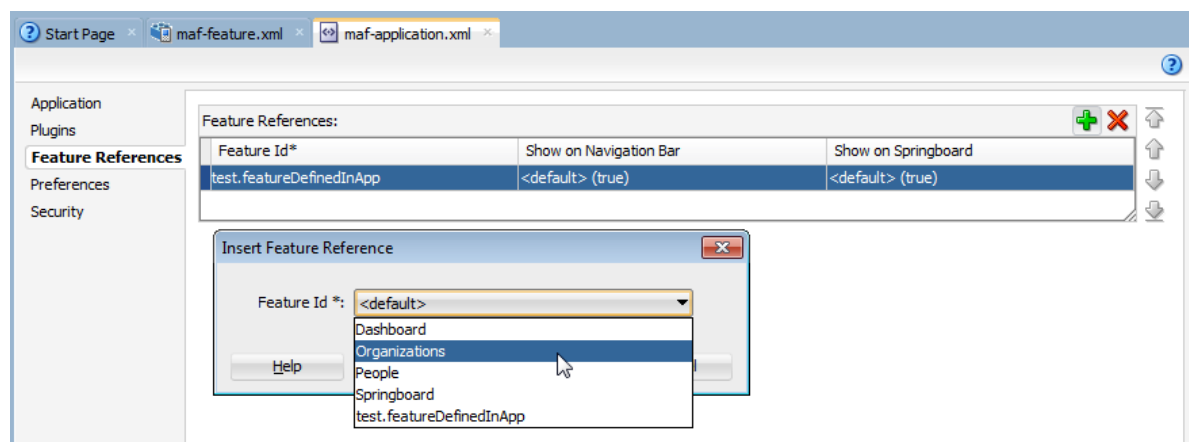 Start Page maf-feature.xml maf-application.xml
Application
Plugins
Feature References
Preferences
Security
Feature References:
Feature Id* Show on Navigation Bar Show on Springboard
test.featureDefinedInApp <default> (true) <default> (true)
Insert Feature Reference
Feature Id *: <default>
Dashboard
Organizations
People
Springboard
test.featureDefinedInApp
Help